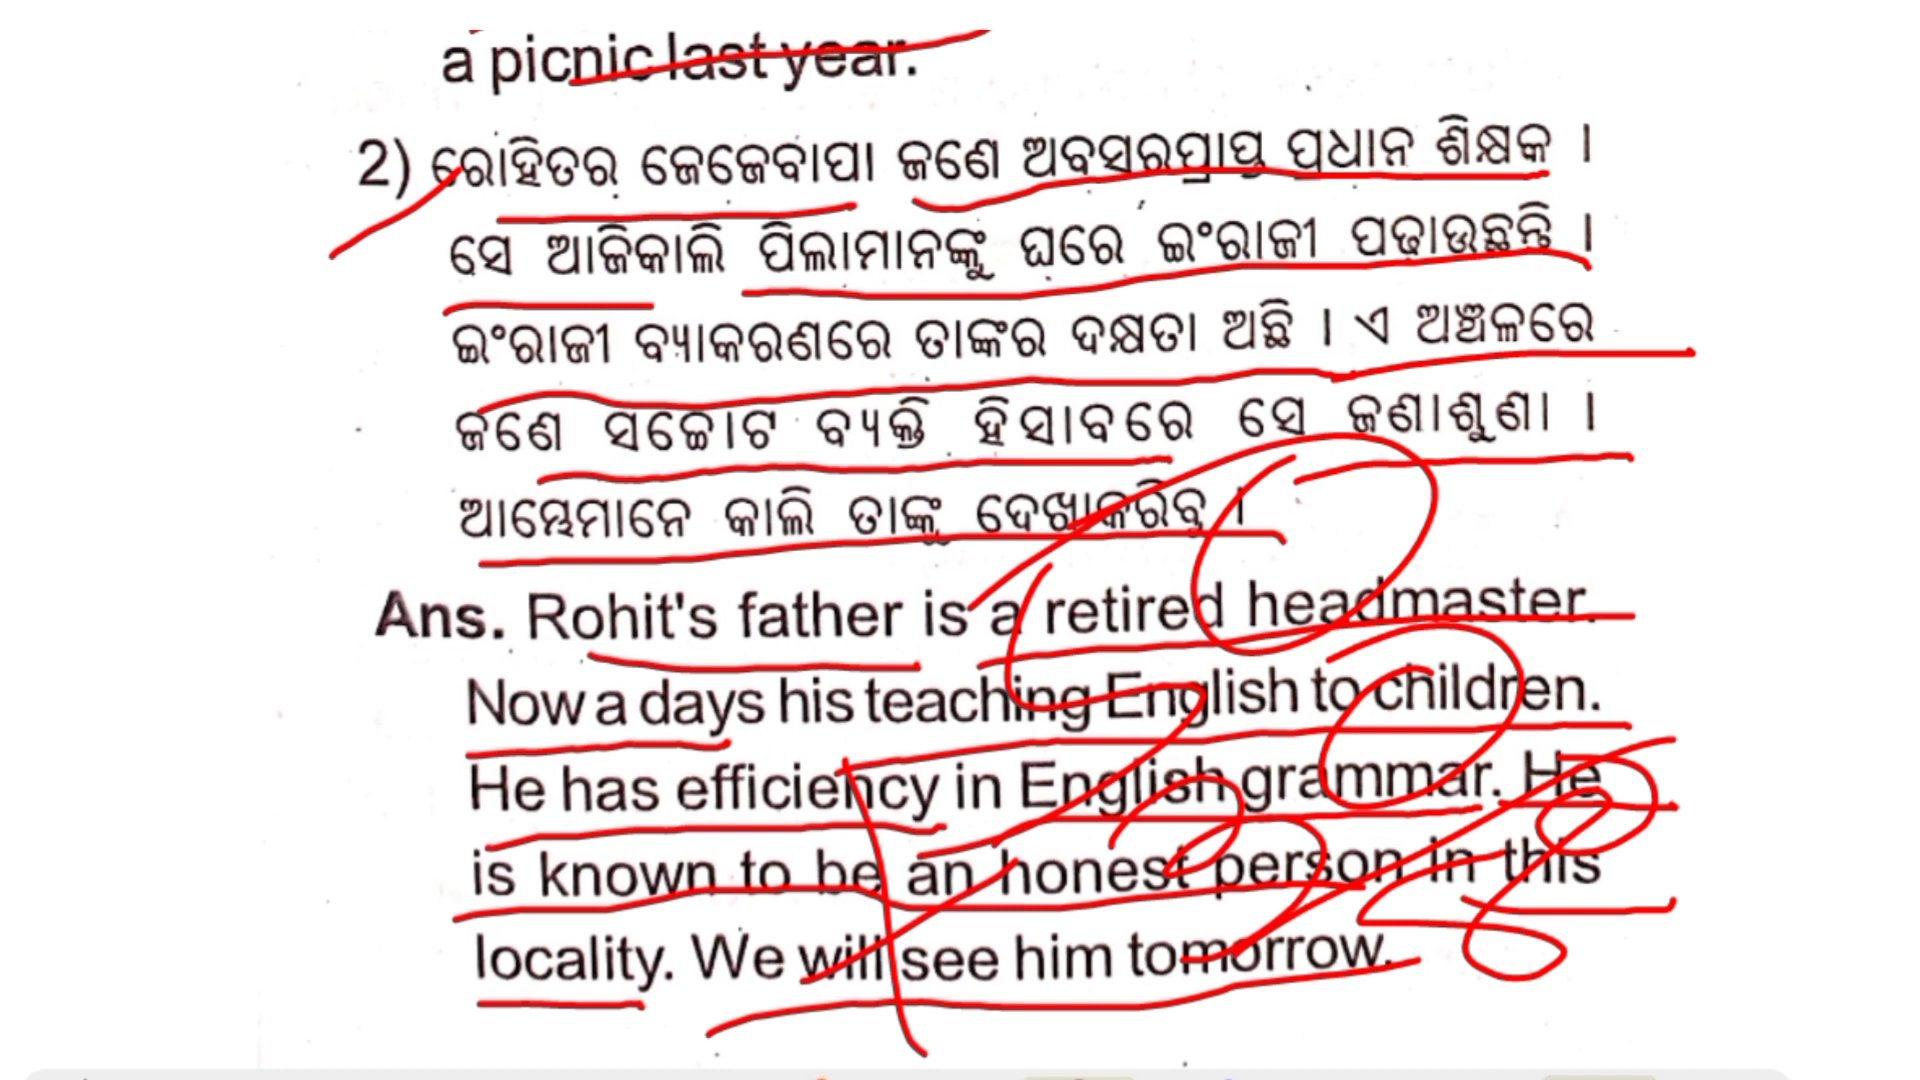 a picnic last year.
2) ରୋହିତର ଜେଜେବାପା ଜଣେ ଅବସରପ୍ରାପ୍ତ ପ୍ରଧାନ ଶିକ୍ଷକ ।
ସେ ଆଜିକାଲି ପିଲାମାନଙ୍କୁ ଘରେ ଇଂରାଜୀ ପଢ଼ାଉଛନ୍ତି ।
ଇଂରାଜୀ ବ୍ୟାକରଣରେ ତାଙ୍କର ଦକ୍ଷତା ଅଛି । ଏ ଅଞ୍ଚଳରେ
ଜଣେ ସଚ୍ଚୋଟ ବ୍ୟକ୍ତି ହିସାବରେ ସେ ଜଣାଶୁଣା ।
ଆମ୍ଭେମାନେ କାଲି ତାଙ୍କୁ ଦେଖାକରିବୁ ।
Ans. Rohit's father is a retired headmaster.
Now a days his teaching English to children.
He has efficiency in English grammar. He
is known to be an honest person in this
locality. We will see him tomorrow.